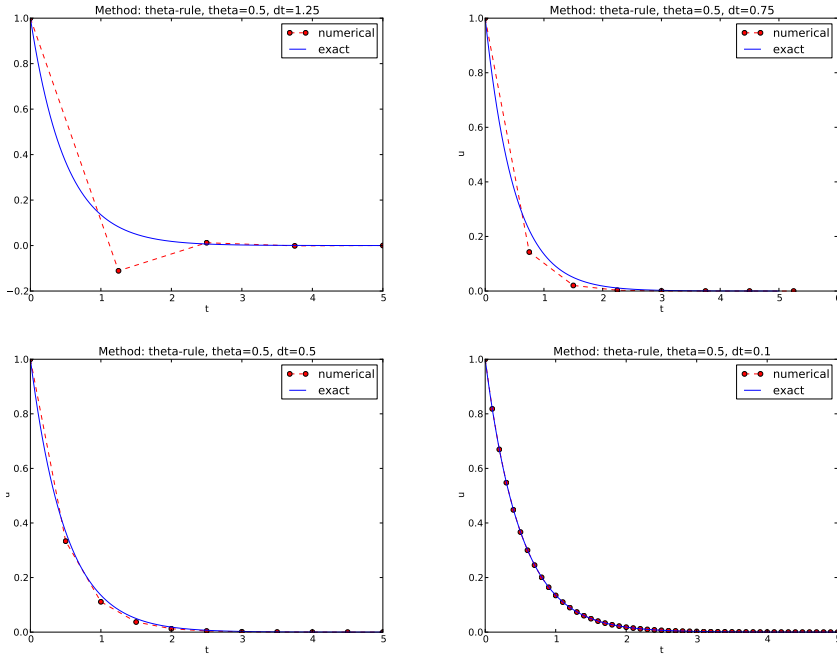 Method: theta-rule, theta=0.5, dt=1.25
numerical
exact
1.0
0.8
0.6
0.4
0.2
0.0
−0.2
0 1 2 3 4 5
t
Method: theta-rule, theta=0.5, dt=0.75
numerical
exact
1.0
0.8
0.6
0.4
0.2
0.0
u
0 1 2 3 4 5 6
t
Method: theta-rule, theta=0.5, dt=0.5
numerical
exact
1.0
0.8
0.6
0.4
0.2
0.0
u
0 1 2 3 4 5
t
Method: theta-rule, theta=0.5, dt=0.1
numerical
exact
1.0
0.8
0.6
0.4
0.2
0.0
u
0 1 2 3 4 5
t